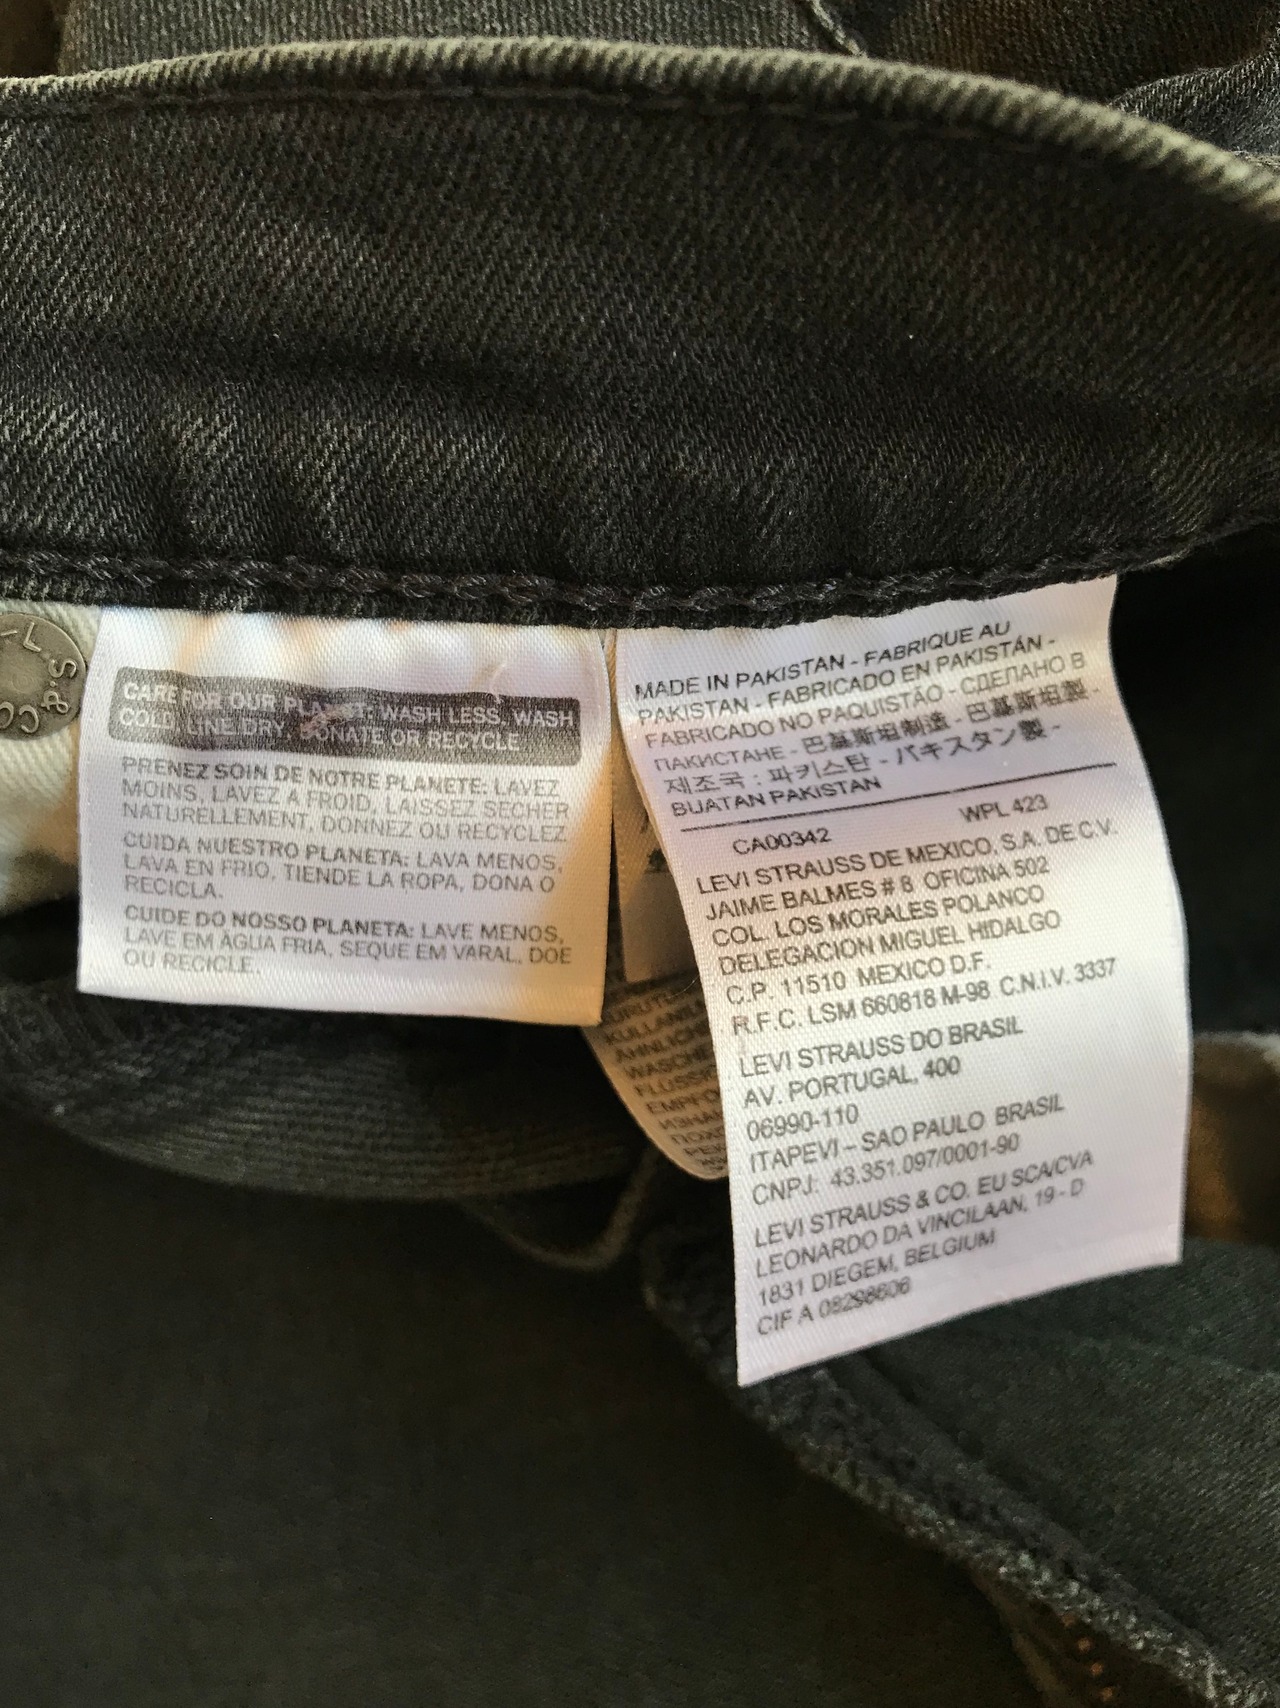 -L
S.
&CO
CARE FOR OUR PLANET: WASH LESS, WASH
COLD, LINE DRY, DONATE OR RECYCLE
PRENEZ SOIN DE NOTRE PLANETE: LAVEZ
MOINS, LAVEZ A FROID, LAISSEZ SECHER
NATURELLEMENT, DONNEZ OU RECYCLEZ
CUIDA NUESTRO PLANETA: LAVA MENOS,
LAVA EN FRIO, TIENDE LA ROPA, DONA O
RECICLA.
CUIDE DO NOSSO PLANETA: LAVE MENOS,
LAVE EM ÁGUA FRIA, SEQUE EM VARAL, DOE
OU RECICLE.
KULLANI
ÄHNLICHE
WASCHE
FLÜSSI
EMPFO
MADE IN PAKISTAN - FABRIQUE AU
PAKISTAN - FABRICADO EN PAKISTÁN -
FABRICADO NO PAQUISTÃO - СДЕЛАНО В
ПАКИСТАНЕ - 巴基斯坦制造 - 巴基斯坦製 -
제조국 : 파키스탄 - パキスタン製 -
BUATAN PAKISTAN
CA00342 WPL 423
LEVI STRAUSS DE MEXICO, S.A. DE C.V.
JAIME BALMES # 8 OFICINA 502
COL. LOS MORALES POLANCO
DELEGACION MIGUEL HIDALGO
C.P. 11510 MEXICO D.F.
R.F.C. LSM 660818 M-98 C.N.I.V. 3337
LEVI STRAUSS DO BRASIL
AV. PORTUGAL, 400
06990-110
ITAPEVI – SAO PAULO BRASIL
CNPJ: 43.351.097/0001-90
LEVI STRAUSS & CO. EU SCA/CVA
LEONARDO DA VINCILAAN, 19 - D
1831 DIEGEM, BELGIUM
CIF A 08298606